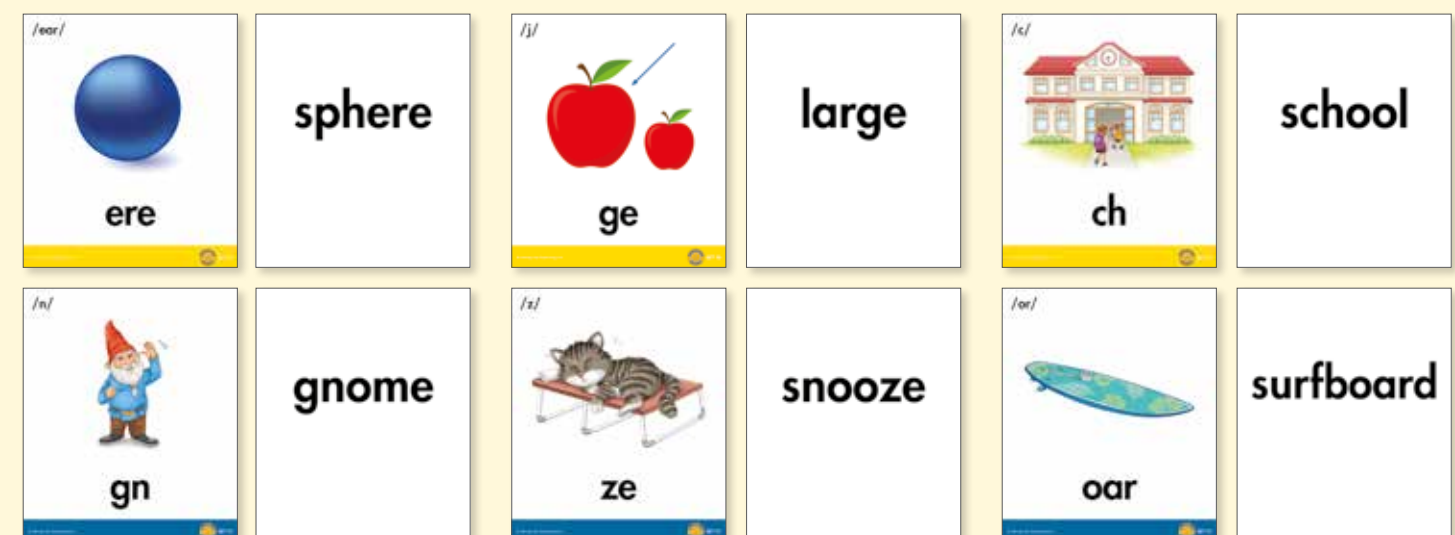 /ear/
ere
sphere
/j/
ge
large
/c/
ch
school
/n/
gn
gnome
/z/
ze
snooze
/or/
oar
surfboard